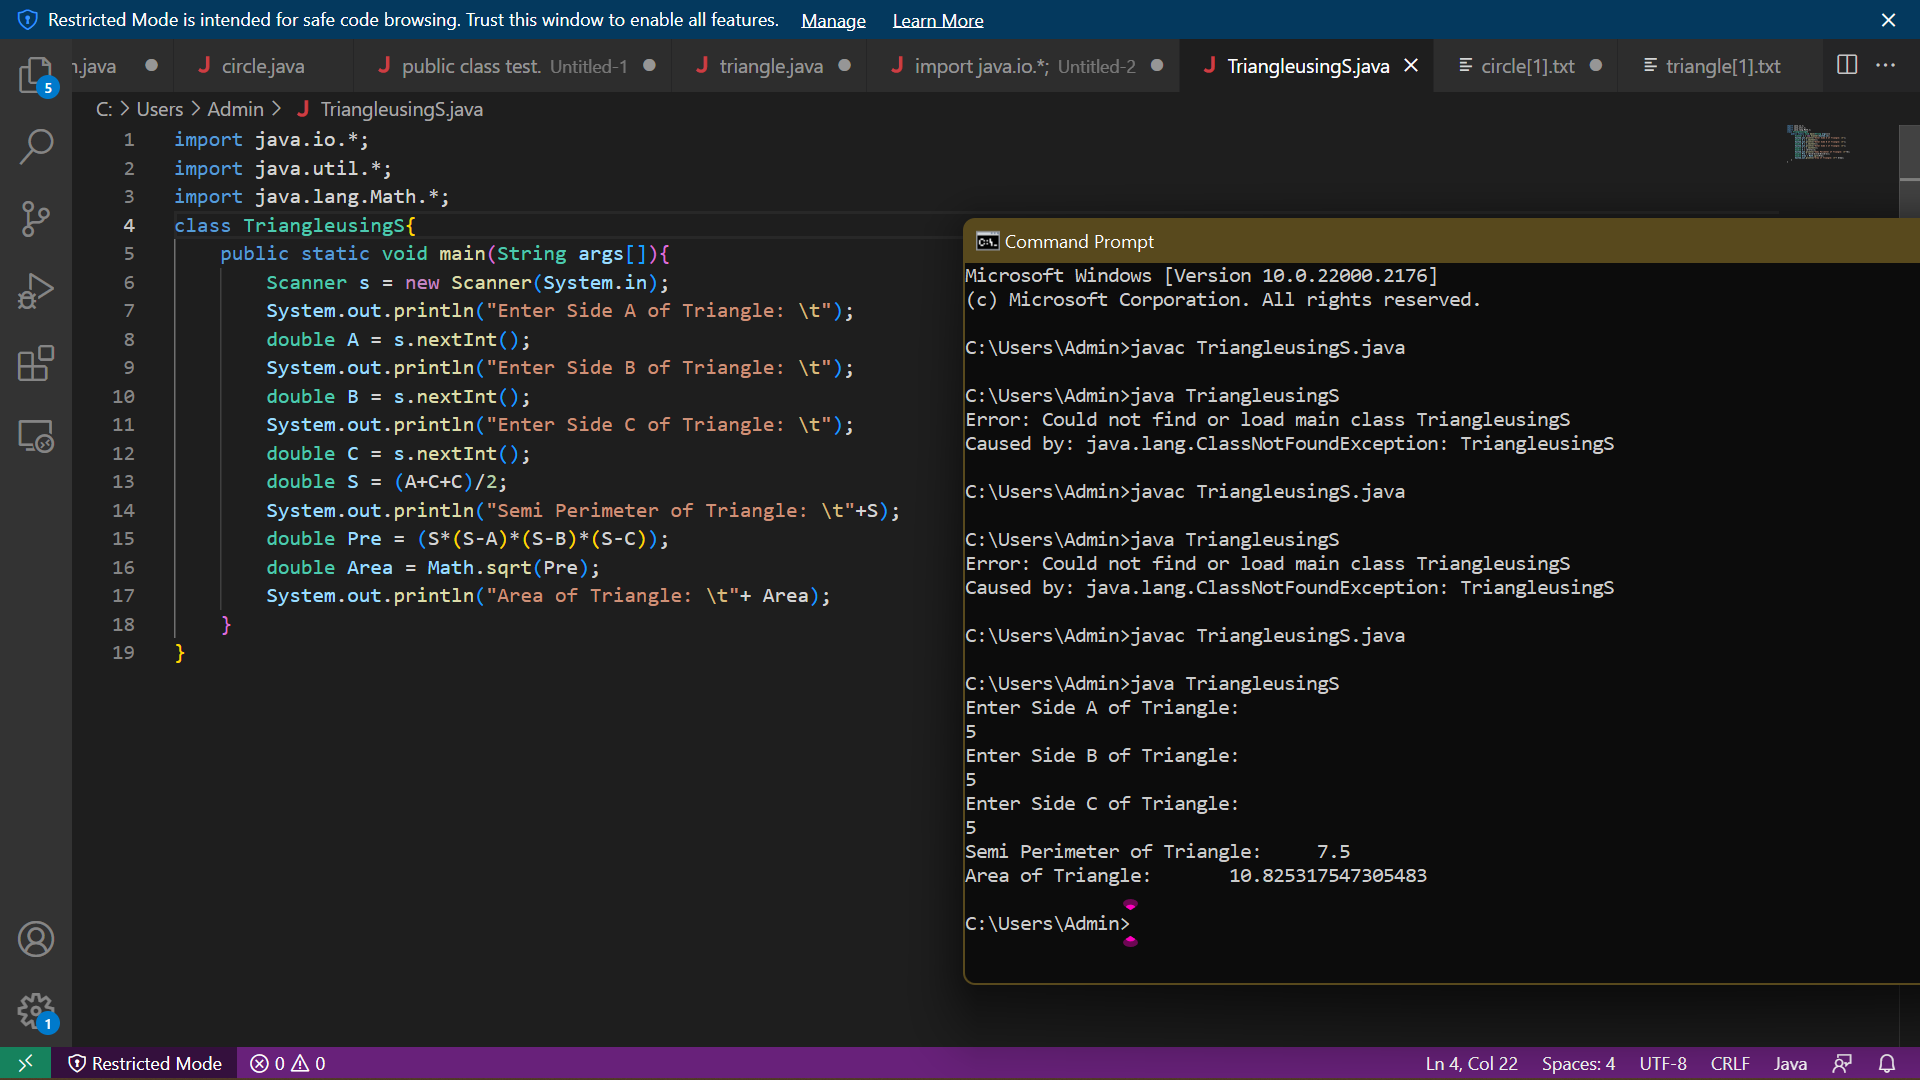 Restricted Mode is intended for safe code browsing. Trust this window to enable all features. Manage Learn More
n.java circle.java public class test. Untitled-1 triangle.java import java.io.*; Untitled-2 TriangleusingS.java circle[1].txt triangle[1].txt
5
C: > Users > Admin > TriangleusingS.java
1 import java.io.*;
2 import java.util.*;
3 import java.lang.Math.*;
4 class TriangleusingS{
5 public static void main(String args[]){
6 Scanner s = new Scanner(System.in);
7 System.out.println("Enter Side A of Triangle: \t");
8 double A = s.nextInt();
9 System.out.println("Enter Side B of Triangle: \t");
10 double B = s.nextInt();
11 System.out.println("Enter Side C of Triangle: \t");
12 double C = s.nextInt();
13 double S = (A+C+C)/2;
14 System.out.println("Semi Perimeter of Triangle: \t"+S);
15 double Pre = (S*(S-A)*(S-B)*(S-C));
16 double Area = Math.sqrt(Pre);
17 System.out.println("Area of Triangle: \t"+ Area);
18 }
19 }
Command Prompt
Microsoft Windows [Version 10.0.22000.2176]
(c) Microsoft Corporation. All rights reserved.
C:\Users\Admin>javac TriangleusingS.java
C:\Users\Admin>java TriangleusingS
Error: Could not find or load main class TriangleusingS
Caused by: java.lang.ClassNotFoundException: TriangleusingS
C:\Users\Admin>javac TriangleusingS.java
C:\Users\Admin>java TriangleusingS
Error: Could not find or load main class TriangleusingS
Caused by: java.lang.ClassNotFoundException: TriangleusingS
C:\Users\Admin>javac TriangleusingS.java
C:\Users\Admin>java TriangleusingS
Enter Side A of Triangle:
5
Enter Side B of Triangle:
5
Enter Side C of Triangle:
5
Semi Perimeter of Triangle: 7.5
Area of Triangle: 10.825317547305483
C:\Users\Admin>
1
Restricted Mode 0 0 Ln 4, Col 22 Spaces: 4 UTF-8 CRLF Java